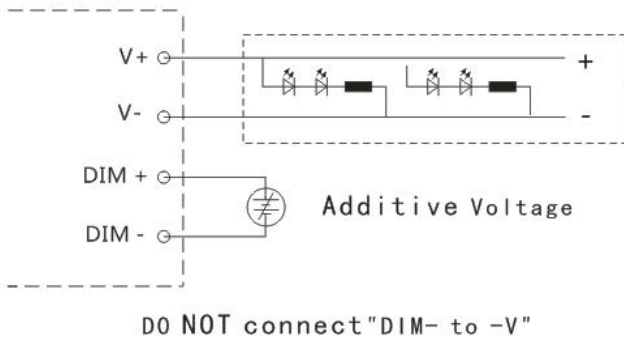 V+
+
V-
-
DIM +
Additive Voltage
DIM -
DO NOT connect"DIM- to -V"